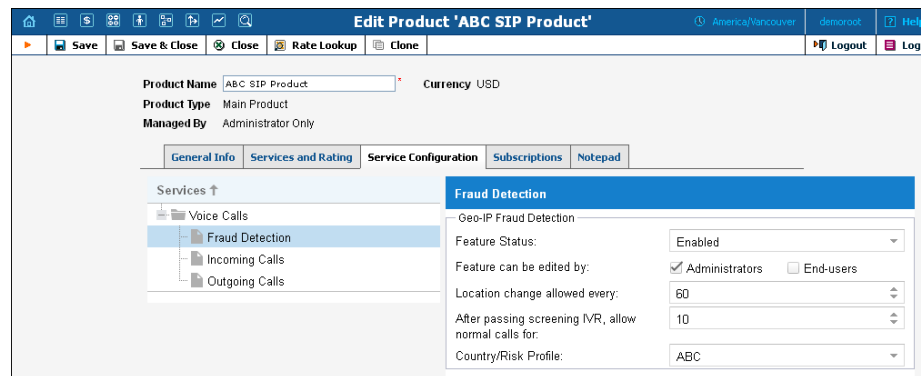 Edit Product 'ABC SIP Product' America/Vancouver demoroot Help
Save Save & Close Close Rate Lookup Clone Logout Log
Product Name ABC SIP Product * Currency USD
Product Type Main Product
Managed By Administrator Only
General Info Services and Rating Service Configuration Subscriptions Notepad
Services
Voice Calls
Fraud Detection
Incoming Calls
Outgoing Calls
Fraud Detection
Geo-IP Fraud Detection
Feature Status: Enabled
Feature can be edited by: Administrators End-users
Location change allowed every: 60
After passing screening IVR, allow
normal calls for: 10
Country/Risk Profile: ABC